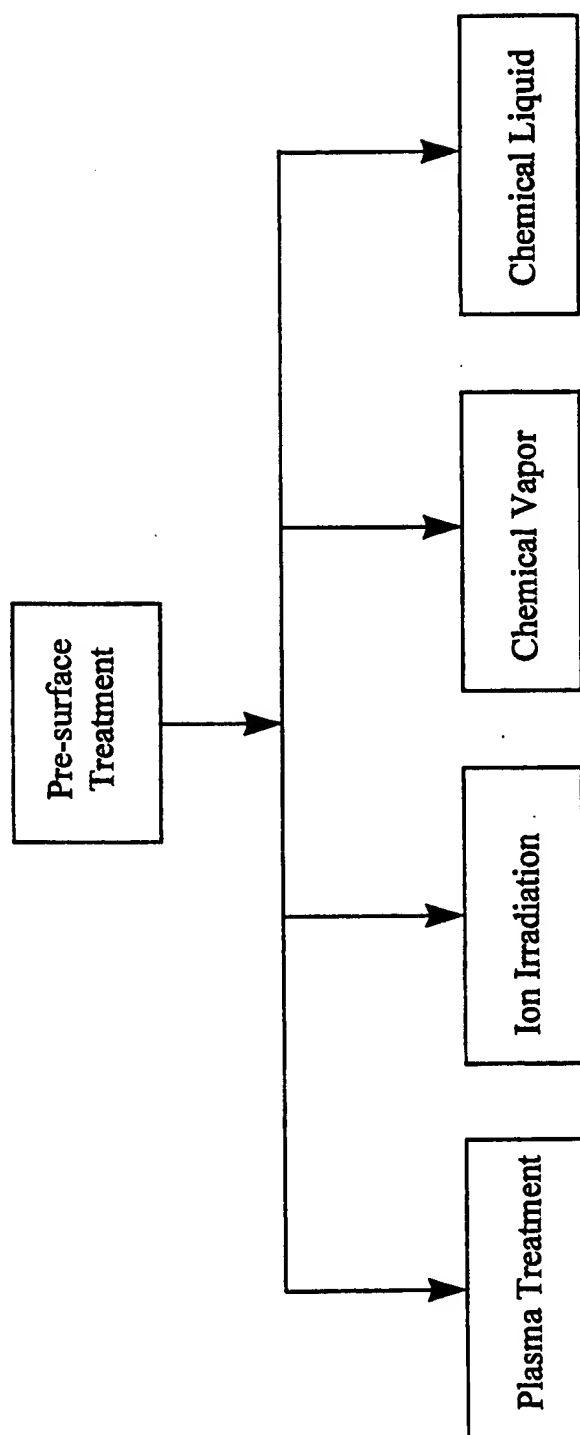 Pre-surface
Treatment
Plasma Treatment
Ion Irradiation
Chemical Vapor
Chemical Liquid